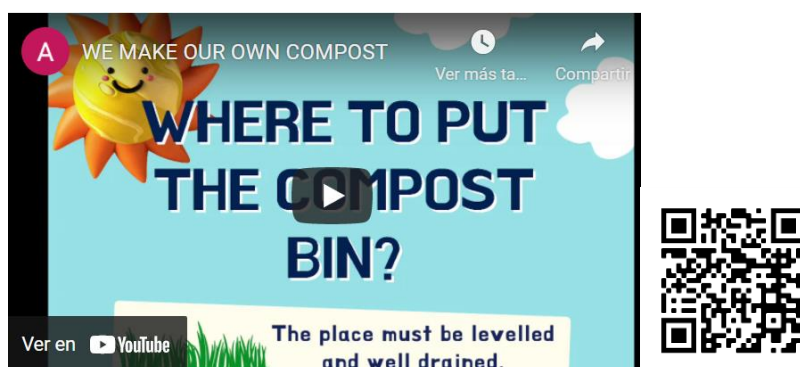 A
WE MAKE OUR OWN COMPOST
Ver más ta...
Compartir
WHERE TO PUT
THE COMPOST
BIN?
The place must be levelled
and well drained.
Ver en YouTube